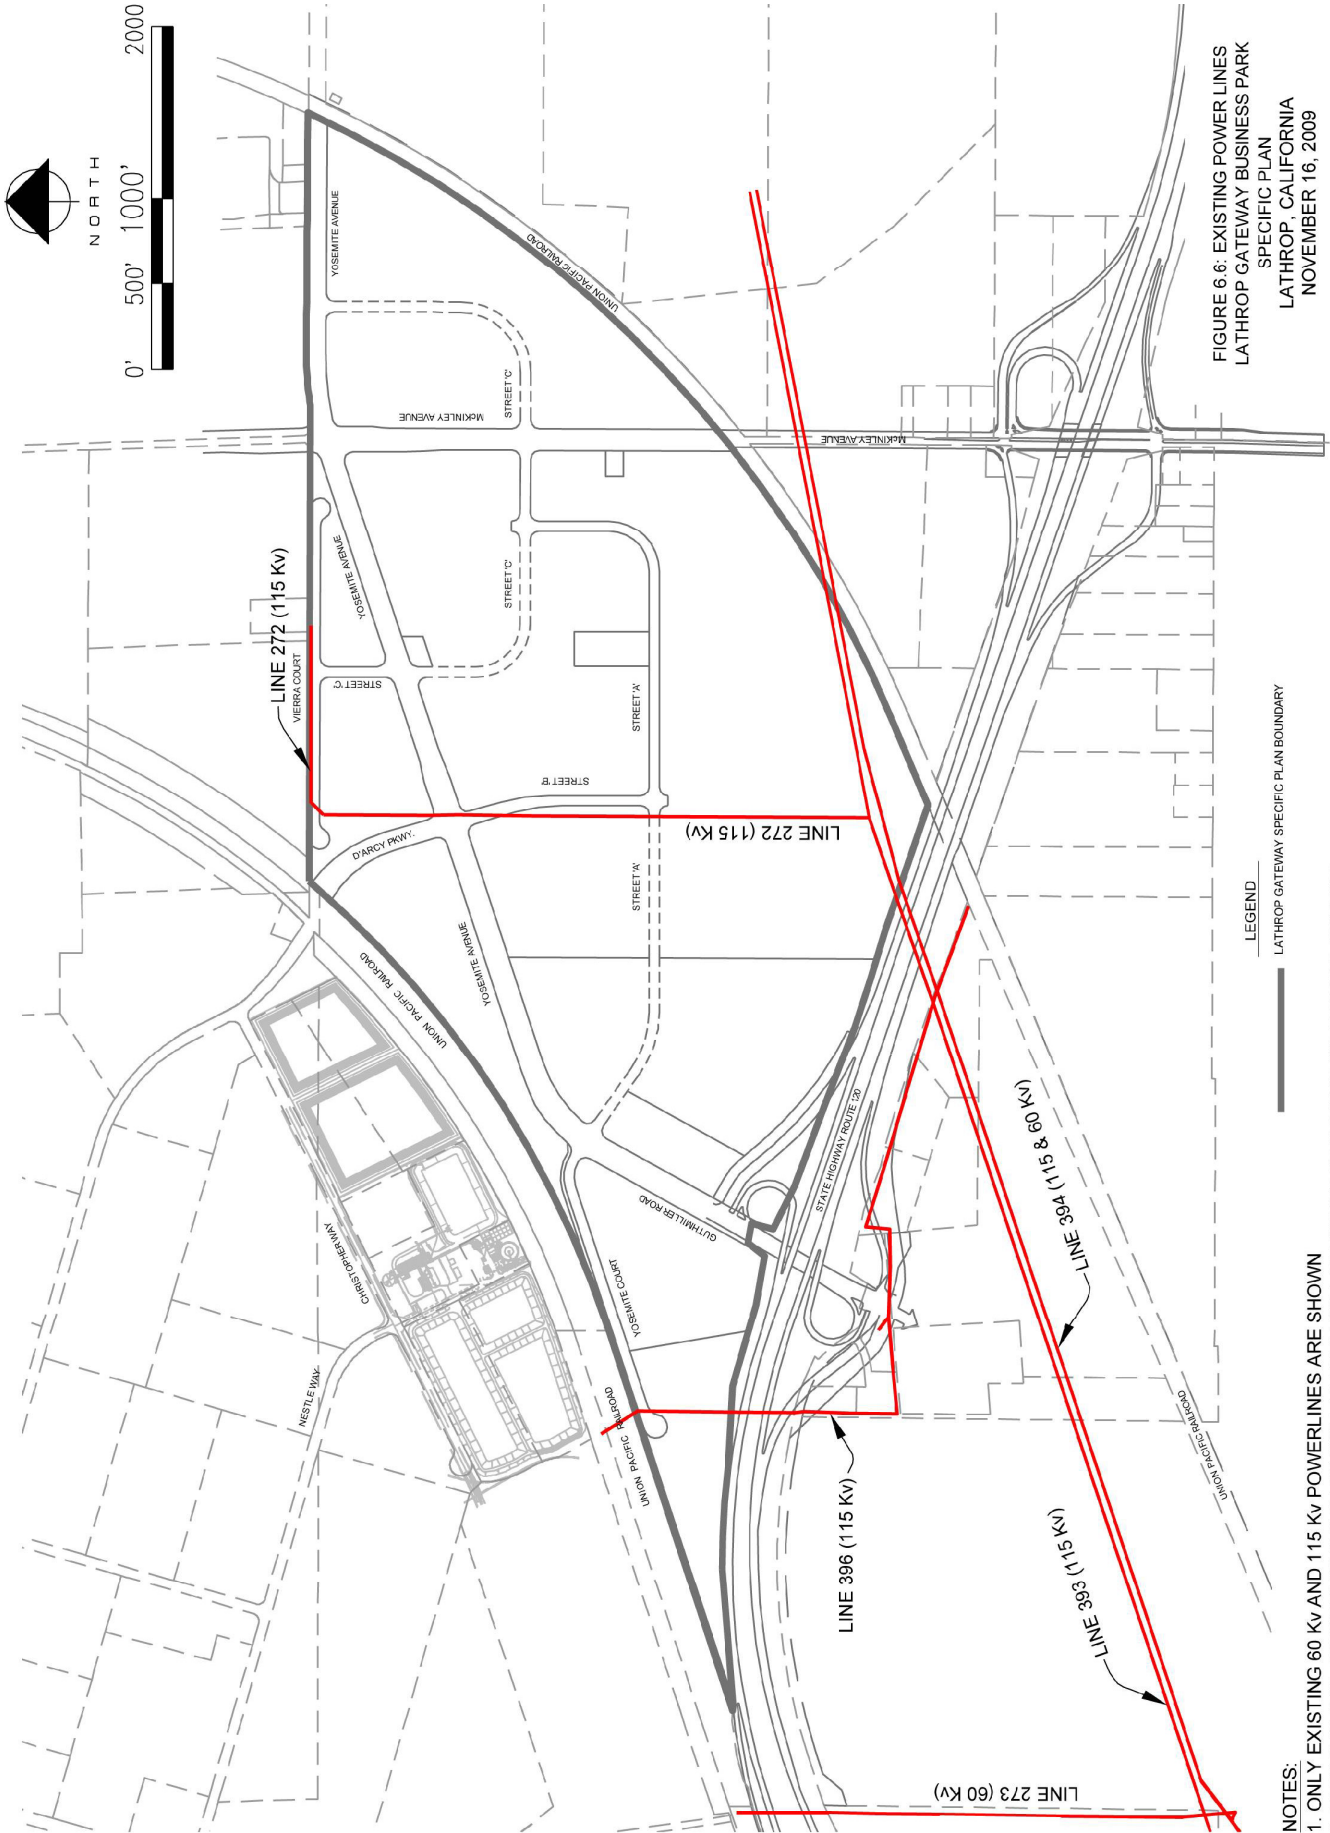 NORTH
0' 500' 1000' 2000
FIGURE 6.6: EXISTING POWER LINES
LATHROP GATEWAY BUSINESS PARK
SPECIFIC PLAN
LATHROP, CALIFORNIA
NOVEMBER 16, 2009
LINE 272 (115 Kv)
VIERRA COURT
YOSEMITE AVENUE
YOSEMITE AVENUE
UNION PACIFIC RAILROAD
McKINLEY AVENUE
STREET 'C'
STREET 'C'
STREET 'C'
McKINLEY AVENUE
STREET 'A'
STREET 'B'
D'ARCY PKWY.
LINE 272 (115 Kv)
STREET 'A'
YOSEMITE AVENUE
UNION PACIFIC RAILROAD
CHRISTOPHER WAY
NESTLE WAY
GUTHMILLER ROAD
YOSEMITE COURT
STATE HIGHWAY ROUTE 120
UNION PACIFIC RAILROAD
LINE 396 (115 Kv)
LINE 394 (115 & 60 Kv)
LINE 393 (115 Kv)
UNION PACIFIC RAILROAD
LINE 273 (60 Kv)
LEGEND
LATHROP GATEWAY SPECIFIC PLAN BOUNDARY
NOTES:
1. ONLY EXISTING 60 Kv AND 115 Kv POWERLINES ARE SHOWN